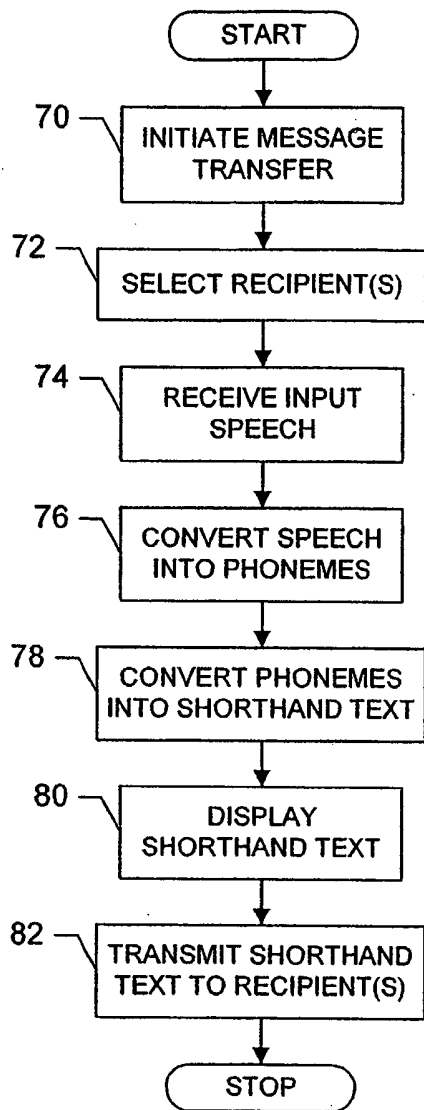 START
70
INITIATE MESSAGE
TRANSFER
72
SELECT RECIPIENT(S)
74
RECEIVE INPUT
SPEECH
76
CONVERT SPEECH
INTO PHONEMES
78
CONVERT PHONEMES
INTO SHORTHAND TEXT
80
DISPLAY
SHORTHAND TEXT
82
TRANSMIT SHORTHAND
TEXT TO RECIPIENT(S)
STOP